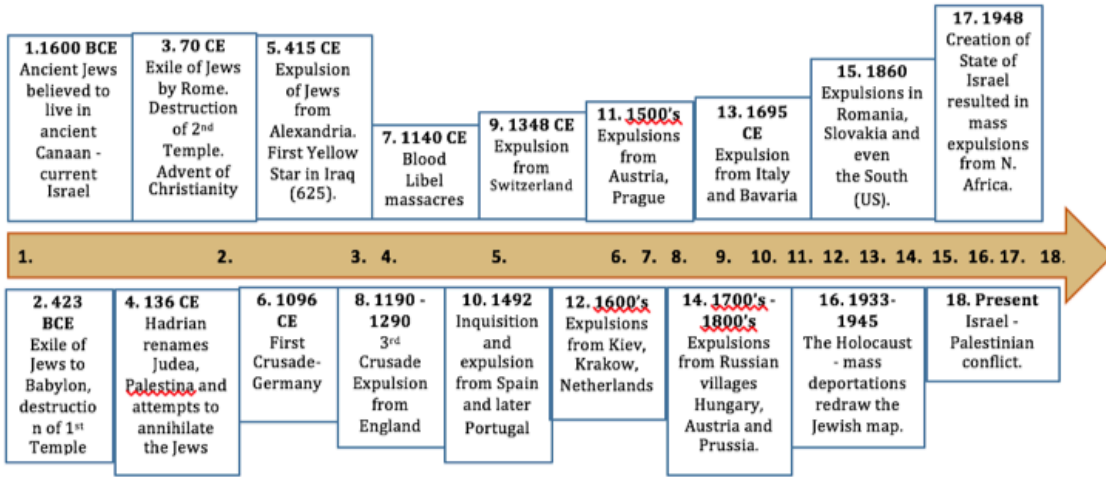 1.1600 BCE
Ancient Jews
believed to
live in
ancient
Canaan -
current
Israel
3. 70 CE
Exile of Jews
by Rome.
Destruction
of 2nd
Temple.
Advent of
Christianity
5. 415 CE
Expulsion
of Jews
from
Alexandria.
First Yellow
Star in Iraq
(625).
7. 1140 CE
Blood
Libel
massacres
9. 1348 CE
Expulsion
from
Switzerland
11. 1500's
Expulsions
from
Austria,
Prague
13. 1695
CE
Expulsion
from Italy
and Bavaria
15. 1860
Expulsions in
Romania,
Slovakia and
even
the South
(US).
17. 1948
Creation of
State of
Israel
resulted in
mass
expulsions
from N.
Africa.
1. 2. 3. 4. 5. 6. 7. 8. 9. 10. 11. 12. 13. 14. 15. 16. 17. 18.
2. 423
BCE
Exile of
Jews to
Babylon,
destructio
n of 1st
Temple
4. 136 CE
Hadrian
renames
Judea,
Palestina and
attempts to
annihilate
the Jews
6. 1096
CE
First
Crusade-
Germany
8. 1190 -
1290
3rd
Crusade
Expulsion
from
England
10. 1492
Inquisition
and
expulsion
from Spain
and later
Portugal
12. 1600's
Expulsions
from Kiev,
Krakow,
Netherlands
14. 1700's -
1800's
Expulsions
from Russian
villages
Hungary,
Austria and
Prussia.
16. 1933-
1945
The Holocaust
- mass
deportations
redraw the
Jewish map.
18. Present
Israel -
Palestinian
conflict.